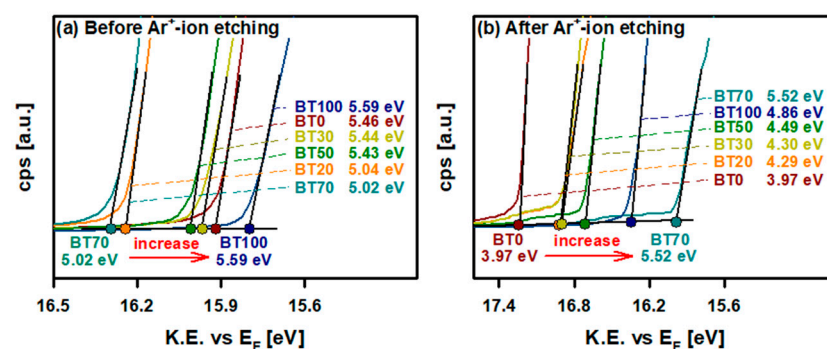 (a) Before Ar+-ion etching
cps [a.u.]
BT100 5.59 eV
BT0 5.46 eV
BT30 5.44 eV
BT50 5.43 eV
BT20 5.04 eV
BT70 5.02 eV
BT70 increase BT100
5.02 eV 5.59 eV
16.5 16.2 15.9 15.6
K.E. vs EF [eV]
(b) After Ar+-ion etching
cps [a.u.]
BT70 5.52 eV
BT100 4.86 eV
BT50 4.49 eV
BT30 4.30 eV
BT20 4.29 eV
BT0 3.97 eV
BT0 increase BT70
3.97 eV 5.52 eV
17.4 16.8 16.2 15.6
K.E. vs EF [eV]